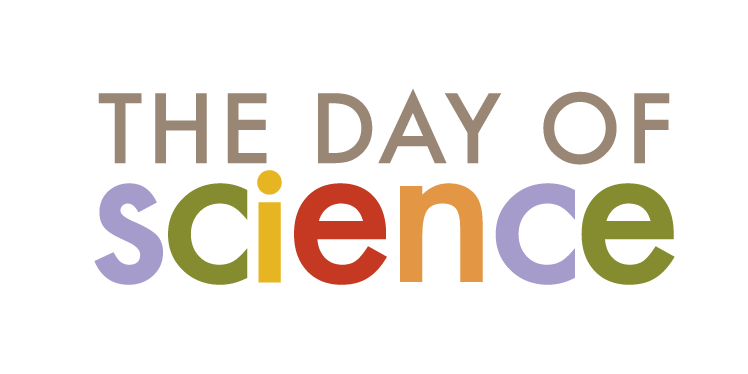 THE DAY OF
science